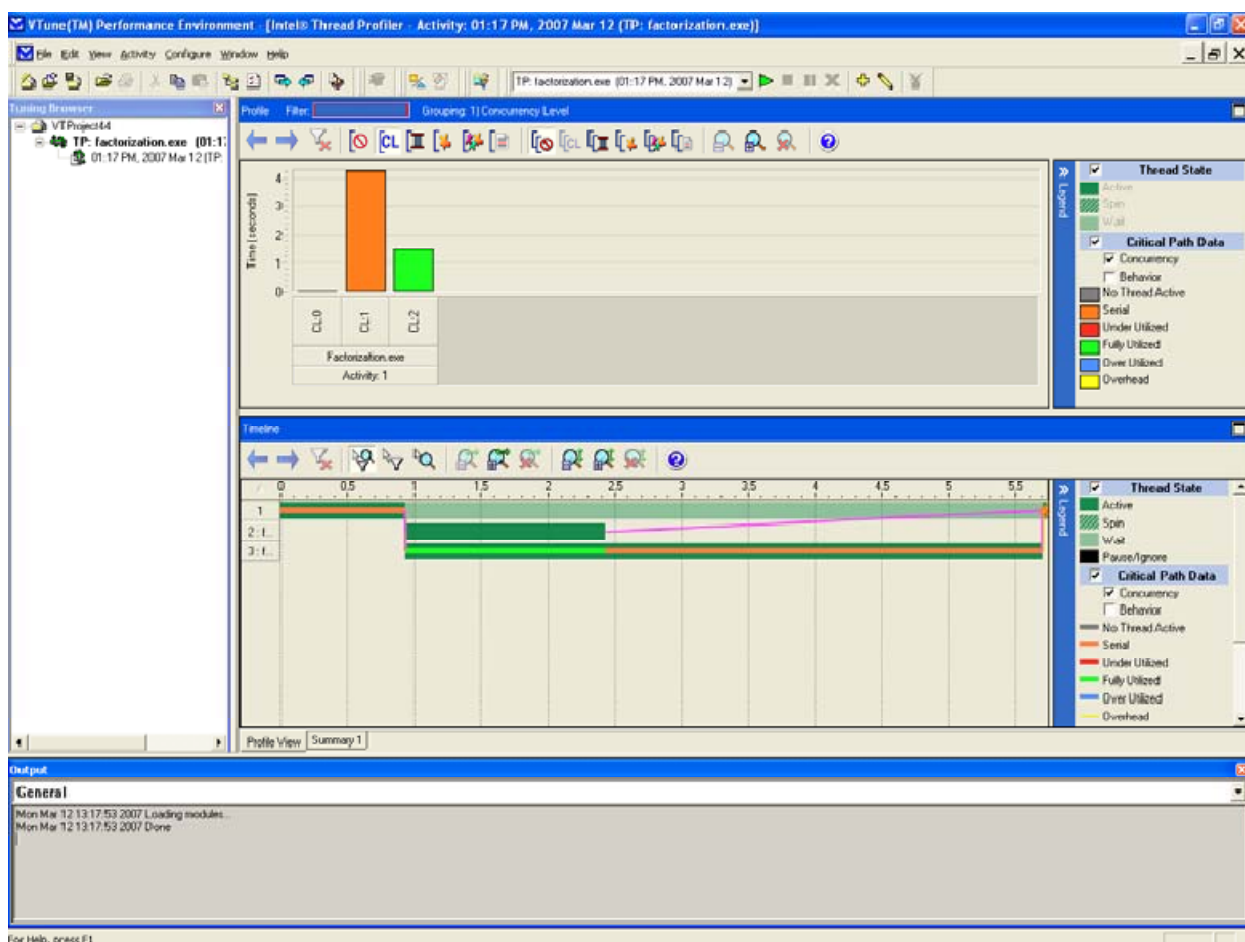 VTune(TM) Performance Environment - [Intel® Thread Profiler - Activity: 01:17 PM, 2007 Mar 12 (TP: factorization.exe)]
File Edit View Activity Configure Window Help
TP: factorization.exe (01:17 PM, 2007 Mar 12)
Tuning Browser
VTProject44
TP: factorization.exe (01:1
01:17 PM, 2007 Mar 12 (TP:
Profile Filter: Grouping: 1) Concurrency Level
CL
Time [seconds]
4
3
2
1
0
CL:0
CL:1
CL:2
Factorization.exe
Activity: 1
Legend
Thread State
Active
Spin
Wait
Critical Path Data
Concurrency
Behavior
No Thread Active
Serial
Under Utilized
Fully Utilized
Over Utilized
Overhead
Timeline
0 0.5 1 1.5 2 2.5 3 3.5 4 4.5 5 5.5
1
2 : f...
3 : f...
Legend
Thread State
Active
Spin
Wait
Pause/Ignore
Critical Path Data
Concurrency
Behavior
No Thread Active
Serial
Under Utilized
Fully Utilized
Over Utilized
Overhead
Profile View Summary 1
Output
General
Mon Mar 12 13:17:53 2007 Loading modules...
Mon Mar 12 13:17:53 2007 Done
For Help, press F1